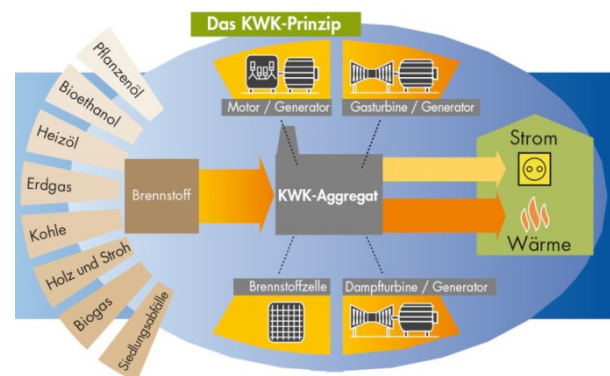 Das KWK-Prinzip
Pflanzenöl
Bioethanol
Heizöl
Erdgas
Kohle
Holz und Stroh
Biogas
Siedlungsabfälle
Brennstoff
Motor / Generator
Gasturbine / Generator
KWK-Aggregat
Brennstoffzelle
Dampfturbine / Generator
Strom
Wärme